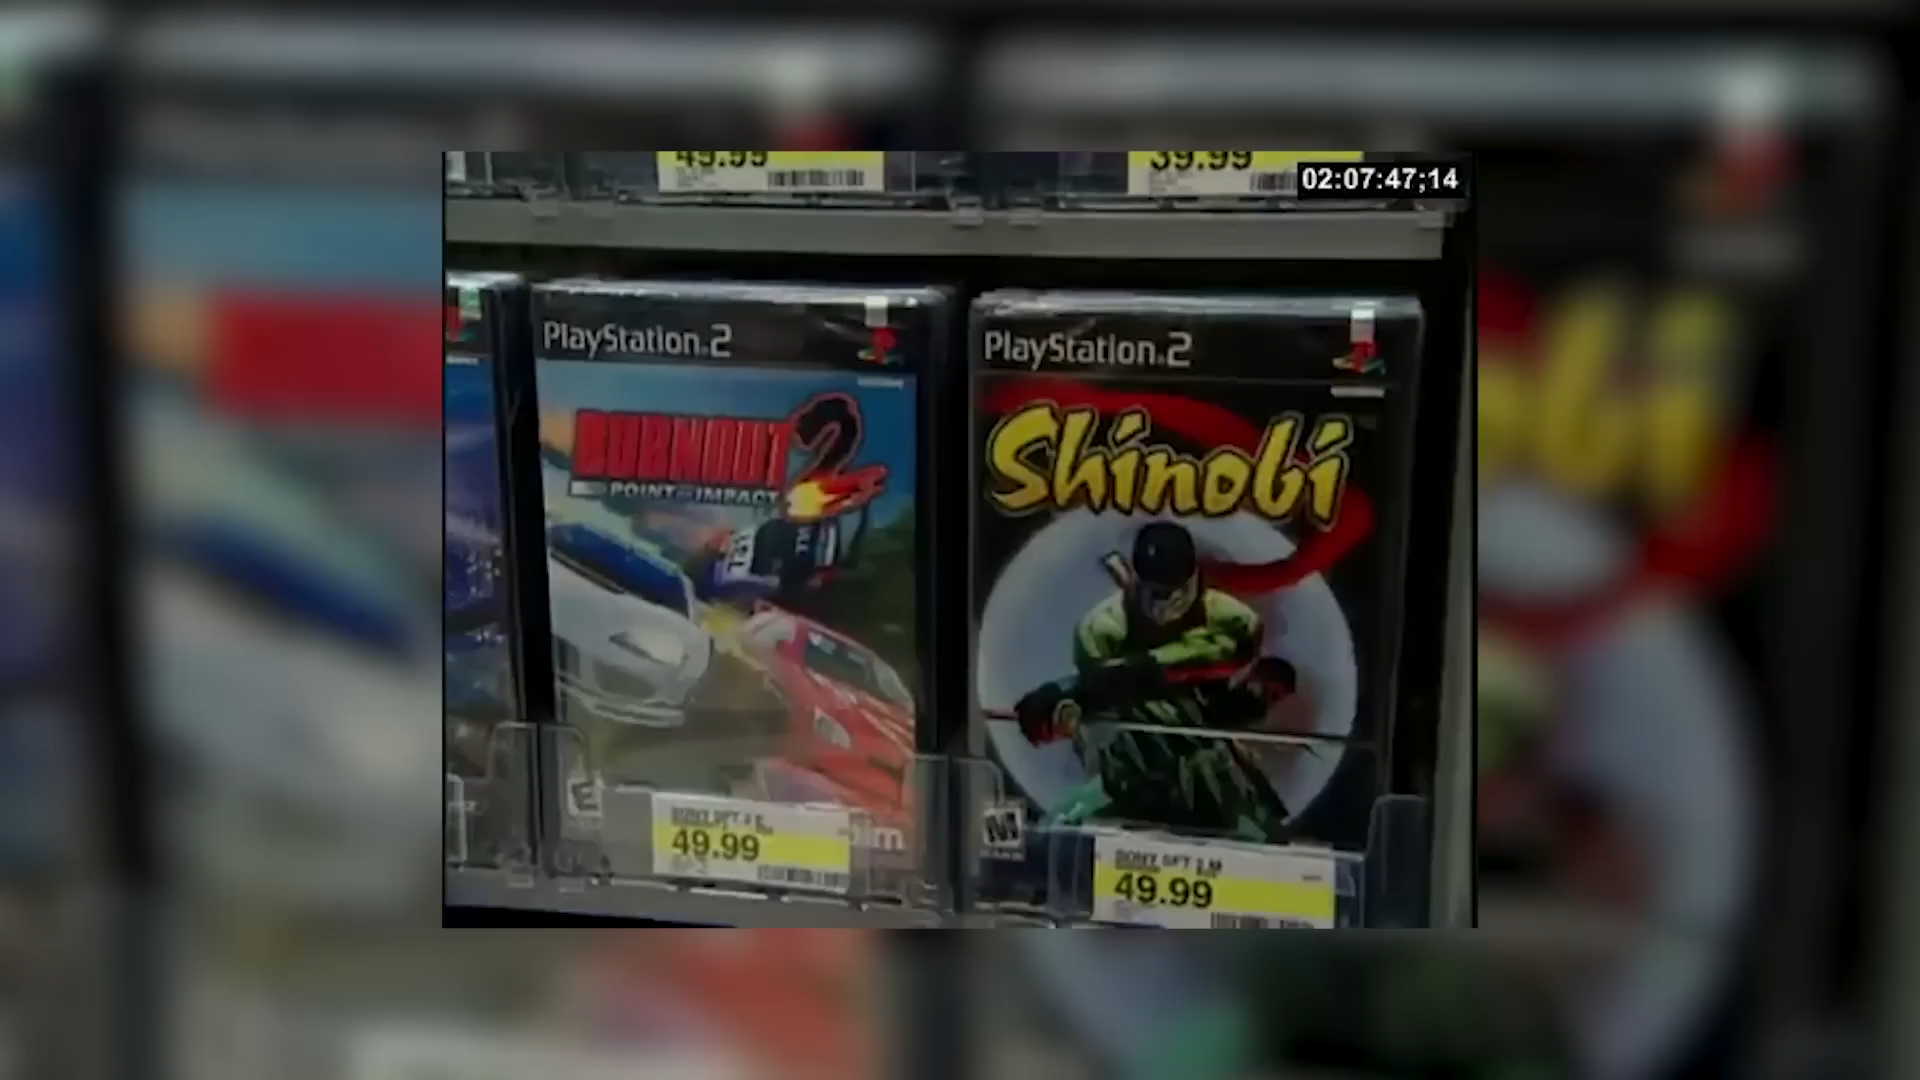 49.99
39.99
02:07:47;14
PlayStation.2
BURNOUT 2
POINT OF IMPACT
E
49.99
PlayStation.2
Shinobi
M
49.99